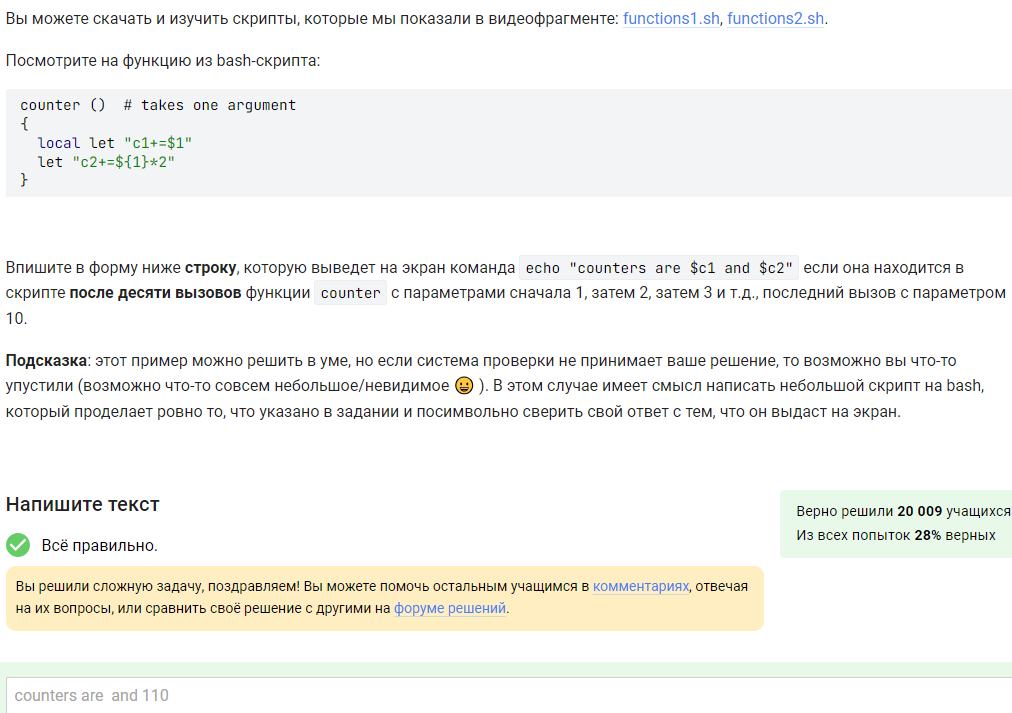 Вы можете скачать и изучить скрипты, которые мы показали в видеофрагменте: functions1.sh, functions2.sh.
Посмотрите на функцию из bash-скрипта:
counter ()  # takes one argument
{
  local let "c1+=$1"
  let "c2+=${1}*2"
}
Впишите в форму ниже строку, которую выведет на экран команда echo "counters are $c1 and $c2" если она находится в
скрипте после десяти вызовов функции counter с параметрами сначала 1, затем 2, затем 3 и т.д., последний вызов с параметром
10.
Подсказка: этот пример можно решить в уме, но если система проверки не принимает ваше решение, то возможно вы что-то
упустили (возможно что-то совсем небольшое/невидимое 😀 ). В этом случае имеет смысл написать небольшой скрипт на bash,
который проделает ровно то, что указано в задании и посимвольно сверить свой ответ с тем, что он выдаст на экран.
Напишите текст
Верно решили 20 009 учащихся
Из всех попыток 28% верных
Всё правильно.
Вы решили сложную задачу, поздравляем! Вы можете помочь остальным учащимся в комментариях, отвечая
на их вопросы, или сравнить своё решение с другими на форуме решений.
counters are  and 110